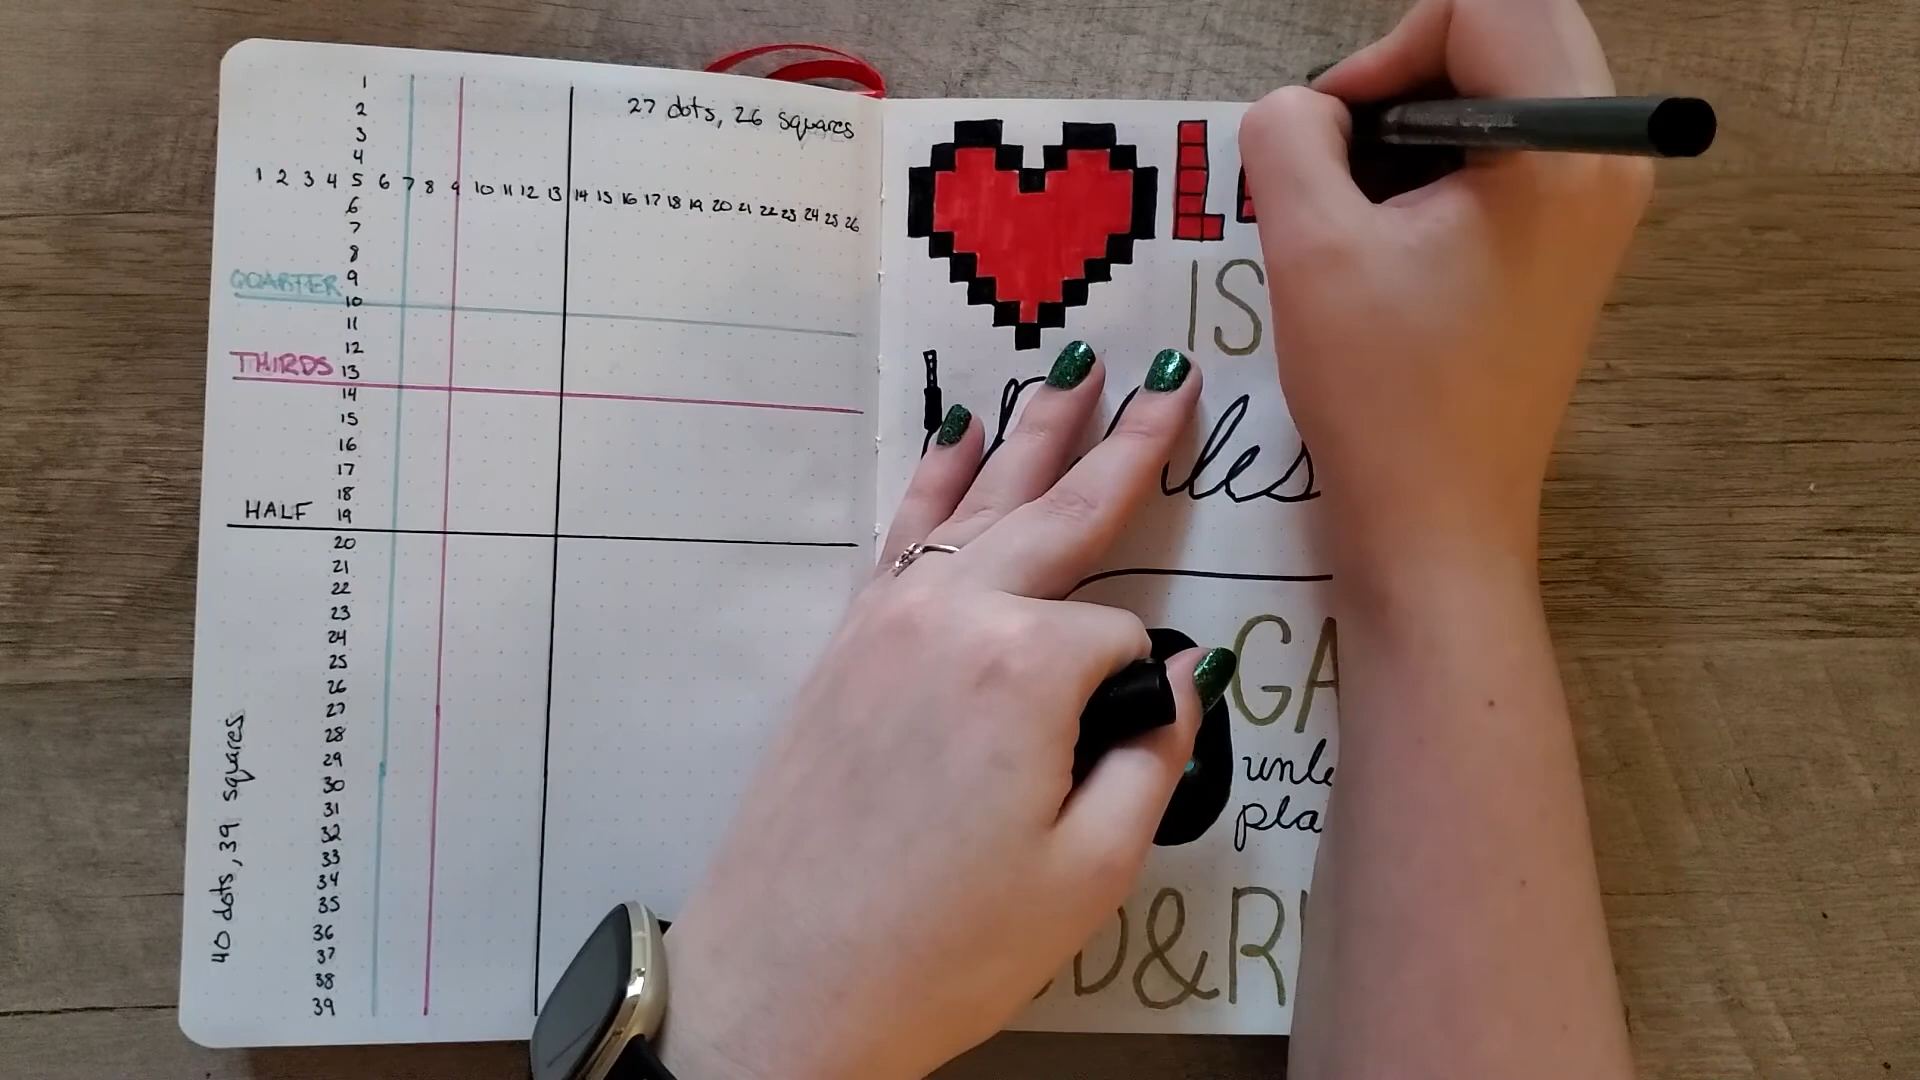 1
2
3
4
1 2 3 4 5 6 7 8 9 10 11 12 13 14 15 16 17 18 19 20 21 22 23 24 25 26
6
7
8
QUARTER 9
10
11
12
THIRDS 13
14
15
16
17
18
HALF 19
20
21
22
23
24
25
26
27
28
29
30
31
32
33
34
35
36
37
38
39
27 dots, 26 squares
40 dots, 39 squares
L
IS
les
GA
unle
pla
D&R